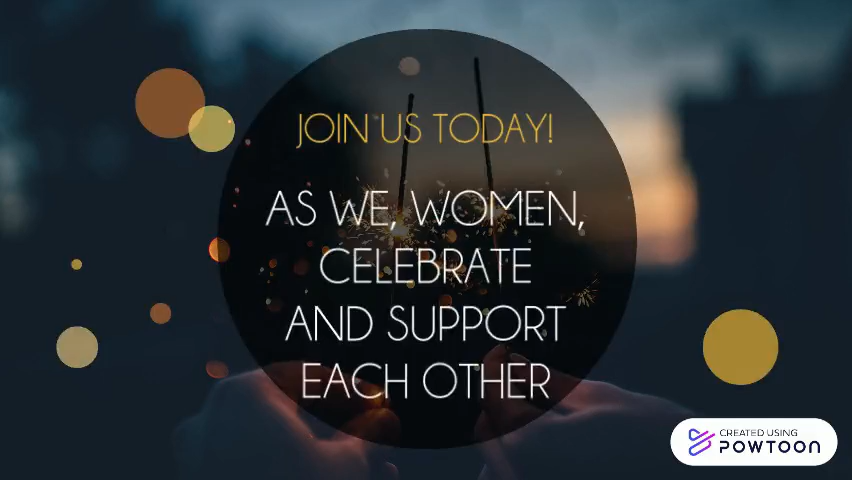 JOIN US TODAY!
AS WE, WOMEN,
CELEBRATE
AND SUPPORT
EACH OTHER
CREATED USING
POWTOON